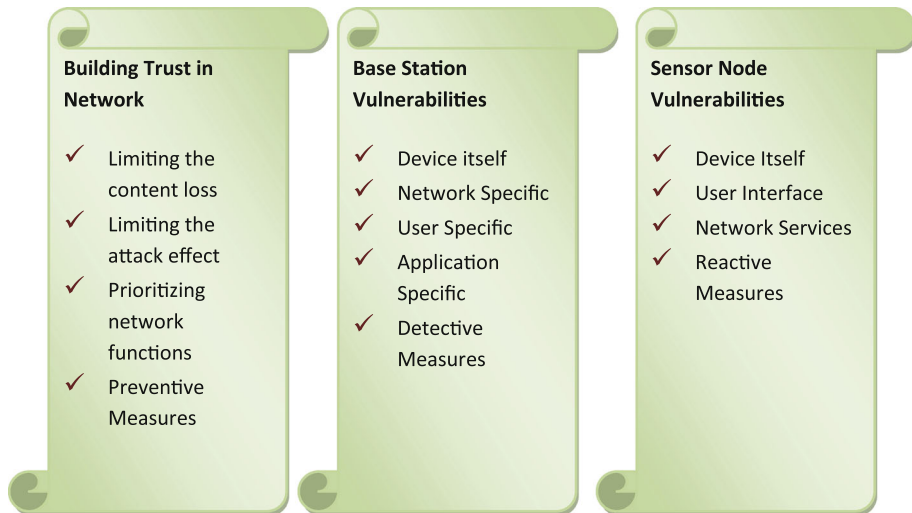 Building Trust in
Network
Limiting the
content loss
Limiting the
attack effect
Prioritizing
network
functions
Preventive
Measures
Base Station
Vulnerabilities
Device itself
Network Specific
User Specific
Application
Specific
Detective
Measures
Sensor Node
Vulnerabilities
Device Itself
User Interface
Network Services
Reactive
Measures